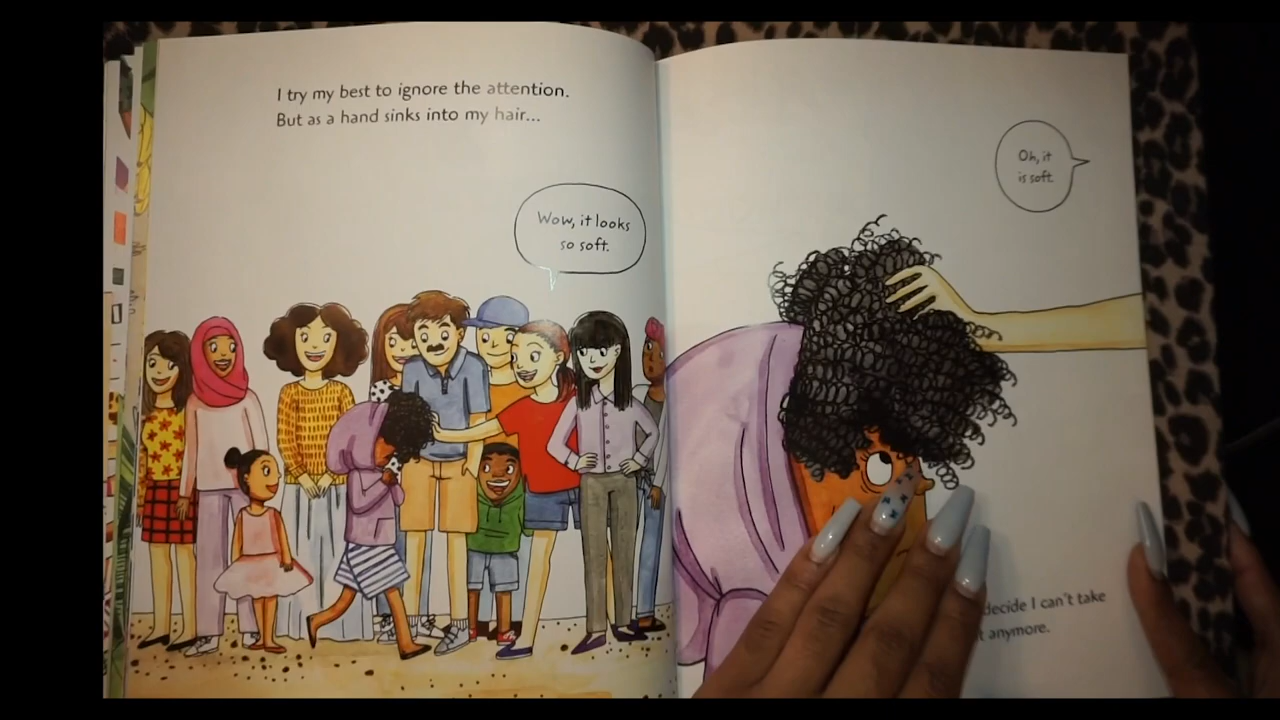 I try my best to ignore the attention.
But as a hand sinks into my hair...
Wow, it looks
so soft.
Oh, it
is soft.
decide I can't take
anymore.